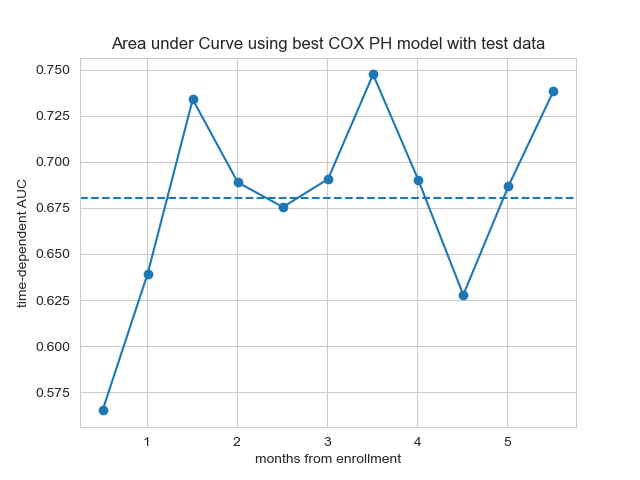 Area under Curve using best COX PH model with test data
0.750
0.725
0.700
0.675
0.650
0.625
0.600
0.575
time-dependent AUC
1 2 3 4 5
months from enrollment